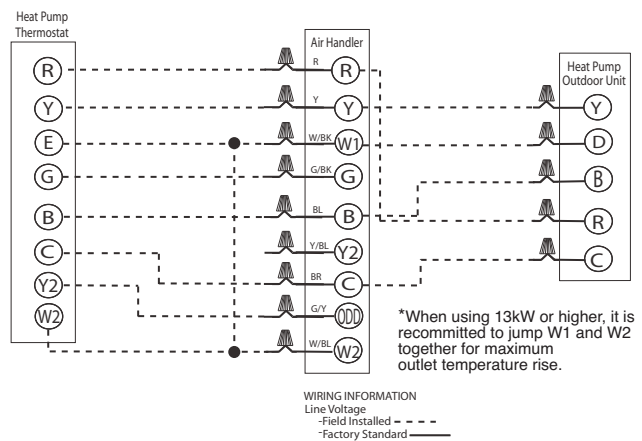 Heat Pump
Thermostat
R
Y
E
G
B
C
Y2
W2
Air Handler
R
R
Y
Y
W/BK
W1
G/BK
G
BL
B
Y/BL
Y2
BR
C
G/Y
ODD
W/BL
W2
Heat Pump
Outdoor Unit
Y
D
B
R
C
*When using 13kW or higher, it is
recommitted to jump W1 and W2
together for maximum
outlet temperature rise.
WIRING INFORMATION
Line Voltage
-Field Installed
-Factory Standard